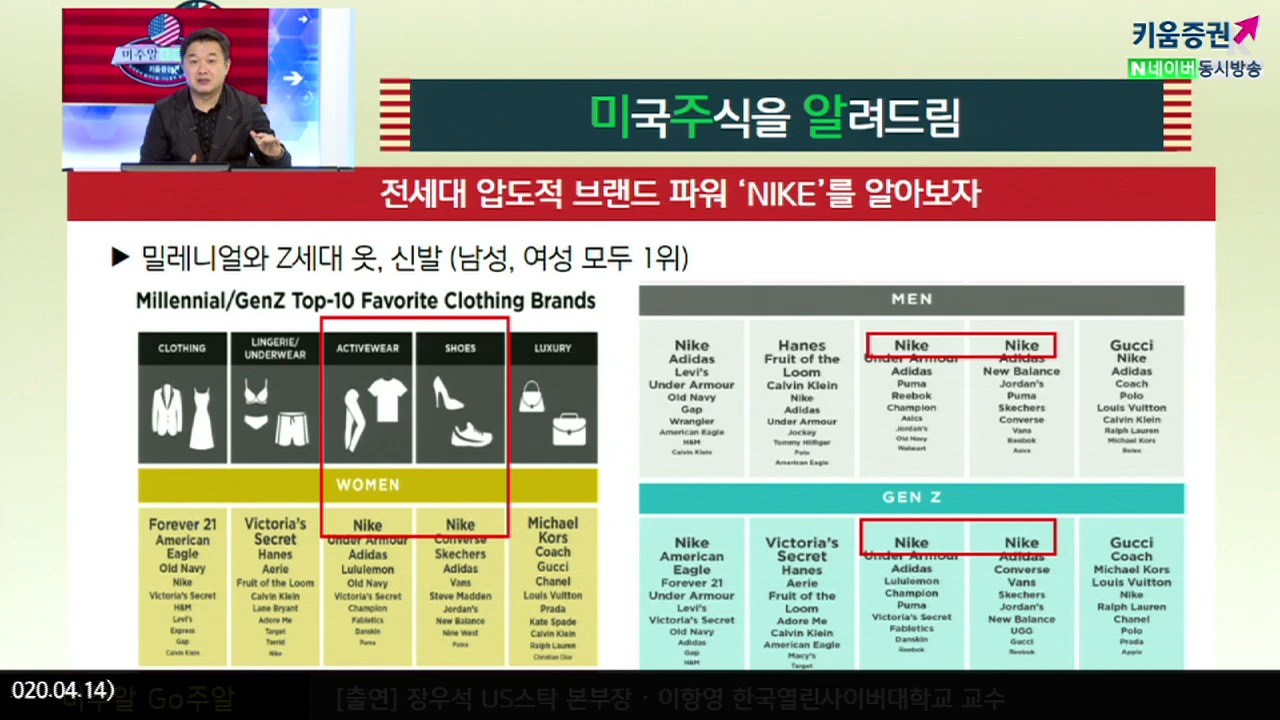 미주알
키움증권
키움증권
N 네이버 동시방송
미국주식을 알려드림
전세대 압도적 브랜드 파워 ‘NIKE’를 알아보자
▶ 밀레니얼와 Z세대 옷, 신발 (남성, 여성 모두 1위)
Millennial/GenZ Top-10 Favorite Clothing Brands
CLOTHING
LINGERIE/
UNDERWEAR
ACTIVEWEAR
SHOES
LUXURY
WOMEN
Forever 21
American
Eagle
Old Navy
Nike
Victoria's Secret
H&M
Levi's
Express
Gap
Calvin Klein
Victoria's
Secret
Hanes
Aerie
Fruit of the Loom
Calvin Klein
Lane Bryant
Adore Me
Target
Torrid
Nike
Nike
Under Armour
Adidas
Lululemon
Old Navy
Victoria's Secret
Champion
Fabletics
Danskin
Puma
Nike
Converse
Skechers
Adidas
Vans
Steve Madden
Jordan's
New Balance
Nine West
Puma
Michael
Kors
Coach
Gucci
Chanel
Louis Vuitton
Prada
Kate Spade
Calvin Klein
Ralph Lauren
Christian Dior
MEN
Nike
Adidas
Levi's
Under Armour
Old Navy
Gap
Wrangler
American Eagle
H&M
Calvin Klein
Hanes
Fruit of the
Loom
Calvin Klein
Nike
Adidas
Under Armour
Jockey
Tommy Hilfiger
Polo
American Eagle
Nike
Under Armour
Adidas
Puma
Reebok
Champion
Asics
Jordan's
Old Navy
Walmart
Nike
Adidas
New Balance
Jordan's
Puma
Skechers
Converse
Vans
Reebok
Asics
Gucci
Nike
Adidas
Coach
Polo
Louis Vuitton
Calvin Klein
Ralph Lauren
Michael Kors
Rolex
GEN Z
Nike
American
Eagle
Forever 21
Under Armour
Levi's
Victoria's Secret
Old Navy
Adidas
Gap
H&M
Victoria's
Secret
Hanes
Aerie
Fruit of the
Loom
Adore Me
Calvin Klein
American Eagle
Macy's
Target
Nike
Under Armour
Adidas
Lululemon
Champion
Puma
Victoria's Secret
Fabletics
Danskin
Reebok
Nike
Adidas
Converse
Vans
Skechers
Jordan's
New Balance
UGG
Gucci
Reebok
Gucci
Coach
Michael Kors
Louis Vuitton
Nike
Ralph Lauren
Chanel
Polo
Prada
Apple
020.04.14)
미주알 Go주알
[출연] 장우석 US스탁 본부장 · 이항영 한국열린사이버대학교 교수